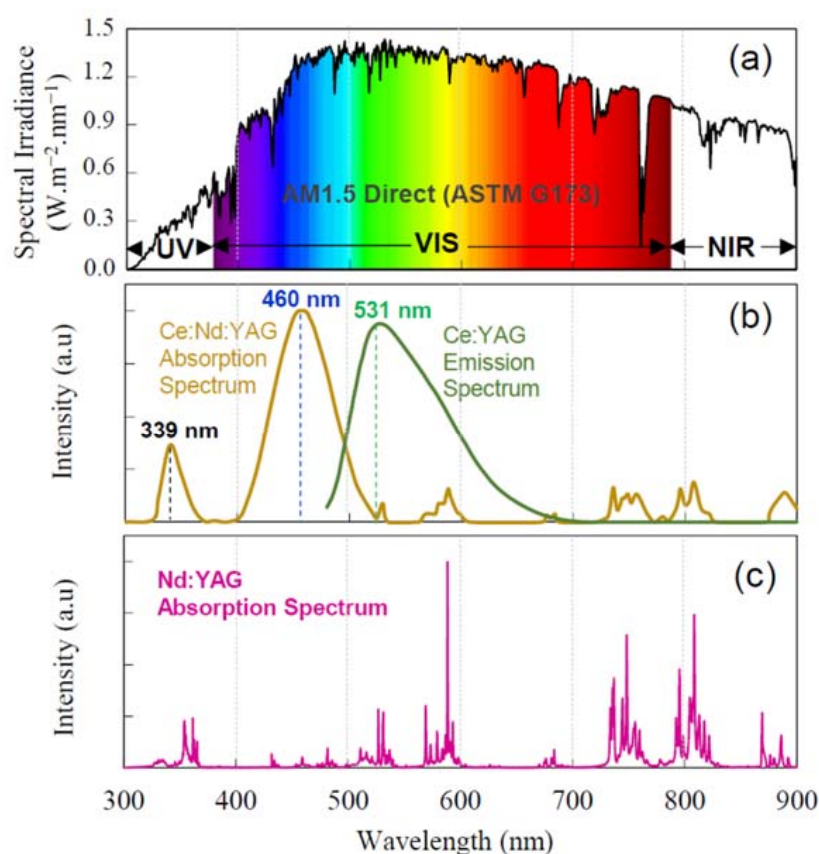 1.5
(a)
1.2
0.9
0.6
0.3
0.0
Spectral Irradiance
(W.m⁻².nm⁻¹)
AM1.5 Direct (ASTM G173)
UV
VIS
NIR
460 nm
531 nm
(b)
Ce:Nd:YAG
Absorption
Spectrum
Ce:YAG
Emission
Spectrum
339 nm
Intensity (a.u)
Nd:YAG
Absorption Spectrum
(c)
Intensity (a.u)
300 400 500 600 700 800 900
Wavelength (nm)